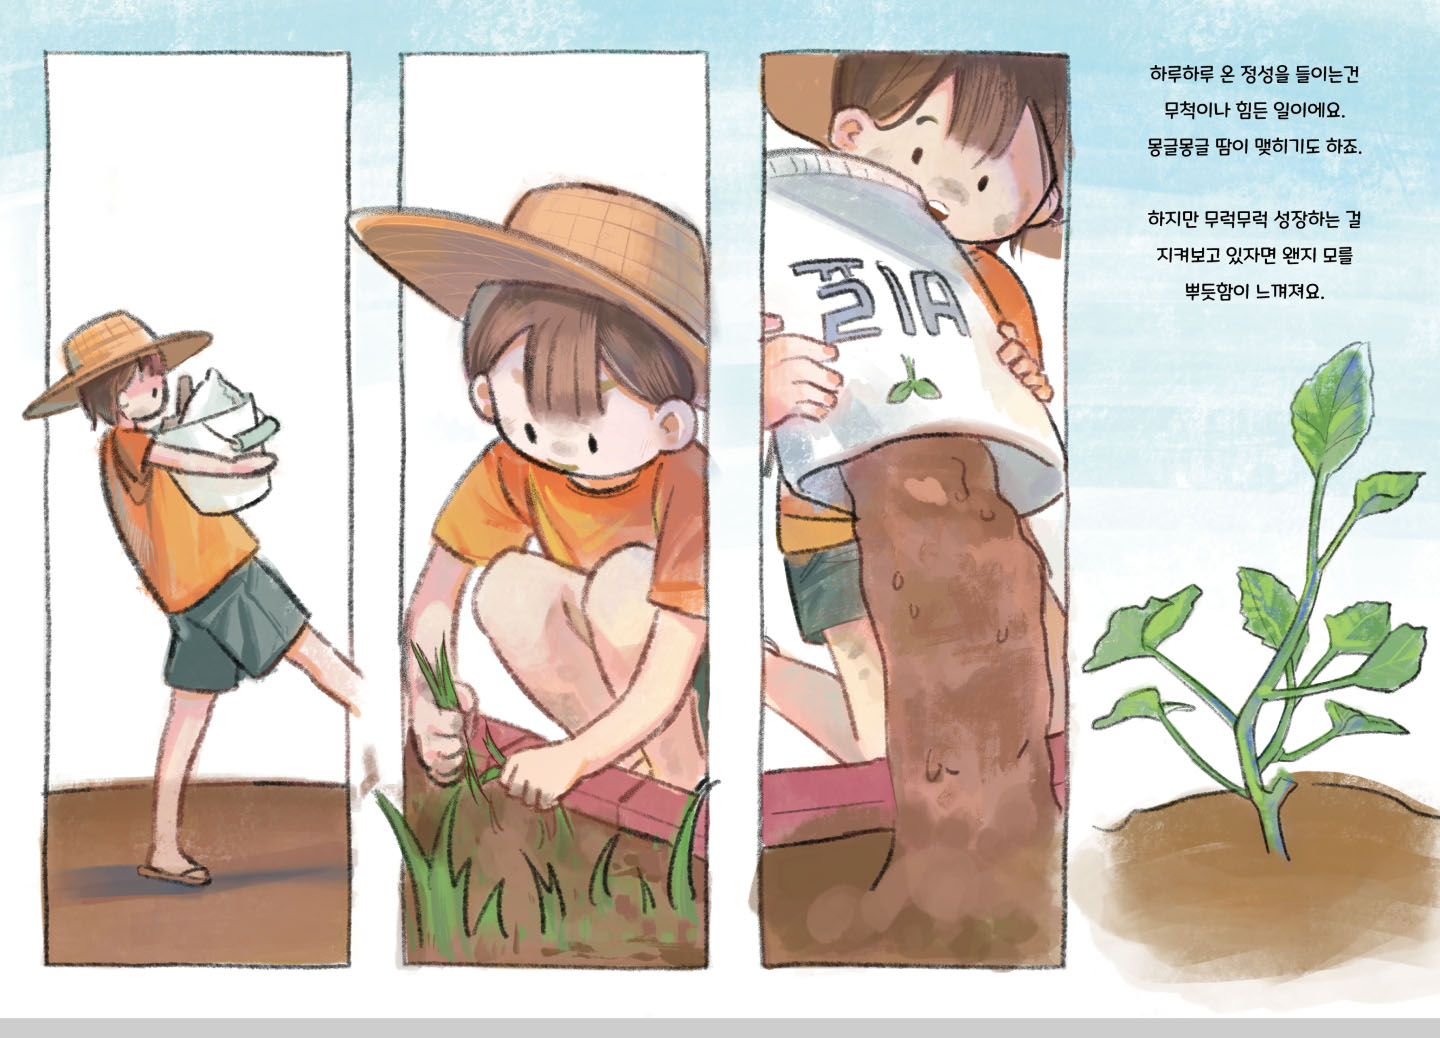 비료
하루하루 온 정성을 들이는건
무척이나 힘든 일이에요.
몽글몽글 땀이 맺히기도 하죠.
하지만 무럭무럭 성장하는 걸
지켜보고 있자면 왠지 모를
뿌듯함이 느껴져요.